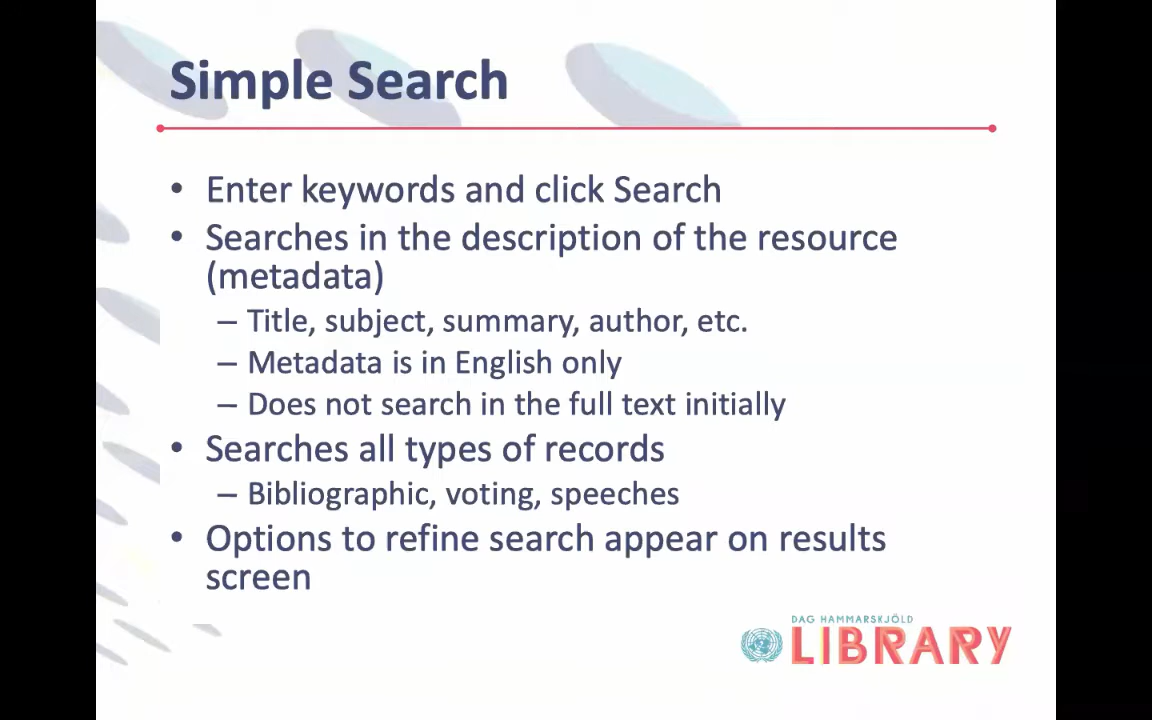 Simple Search
• Enter keywords and click Search
• Searches in the description of the resource
(metadata)
– Title, subject, summary, author, etc.
– Metadata is in English only
– Does not search in the full text initially
• Searches all types of records
– Bibliographic, voting, speeches
• Options to refine search appear on results
screen
DAG HAMMARSKJÖLD
LIBRARY